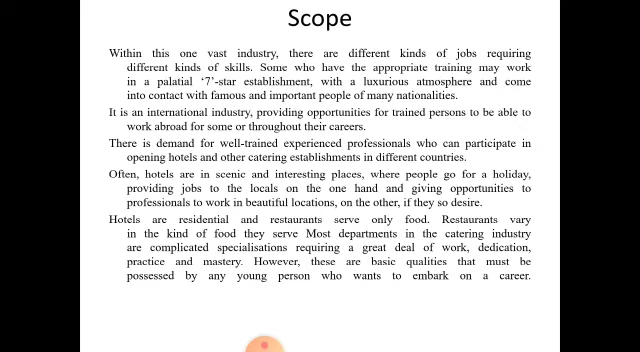 Scope
Within this one vast industry, there are different kinds of jobs requiring
different kinds of skills. Some who have the appropriate training may work
in a palatial ‘7’-star establishment, with a luxurious atmosphere and come
into contact with famous and important people of many nationalities.
It is an international industry, providing opportunities for trained persons to be able to
work abroad for some or throughout their careers.
There is demand for well-trained experienced professionals who can participate in
opening hotels and other catering establishments in different countries.
Often, hotels are in scenic and interesting places, where people go for a holiday,
providing jobs to the locals on the one hand and giving opportunities to
professionals to work in beautiful locations, on the other, if they so desire.
Hotels are residential and restaurants serve only food. Restaurants vary
in the kind of food they serve Most departments in the catering industry
are complicated specialisations requiring a great deal of work, dedication,
practice and mastery. However, these are basic qualities that must be
possessed by any young person who wants to embark on a career.